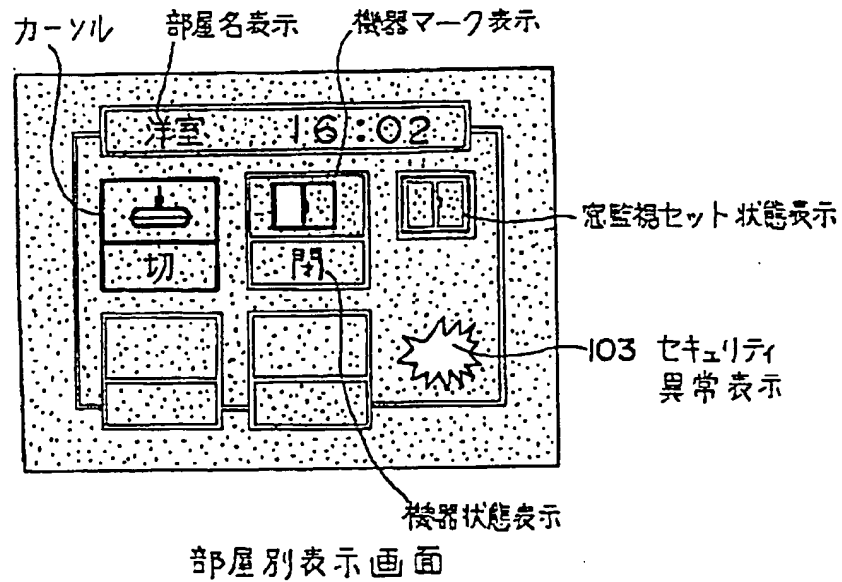 カーソル 部屋名表示 機器マーク表示
洋室 16:02
窓監視セット状態表示
切 閉
103 セキュリティ
異常表示
機器状態表示
部屋別表示画面